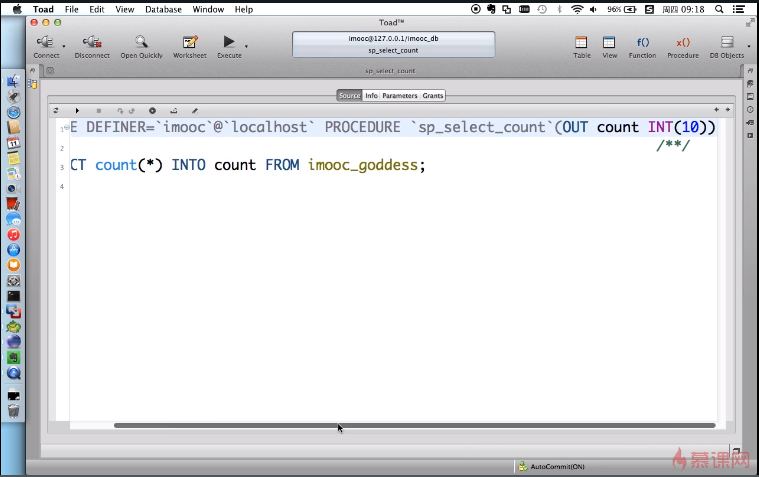 Toad File Edit View Database Window Help 96% 周四 09:18
Toad™
imooc@127.0.0.1/imooc_db
sp_select_count
Connect Disconnect Open Quickly Worksheet Execute Table View Function Procedure DB Objects
f() x()
sp_select_count
Source Info Parameters Grants
1 E DEFINER=`imooc`@`localhost` PROCEDURE `sp_select_count`(OUT count INT(10))
2 /**/
3 CT count(*) INTO count FROM imooc_goddess;
4
AutoCommit(ON)
慕课网